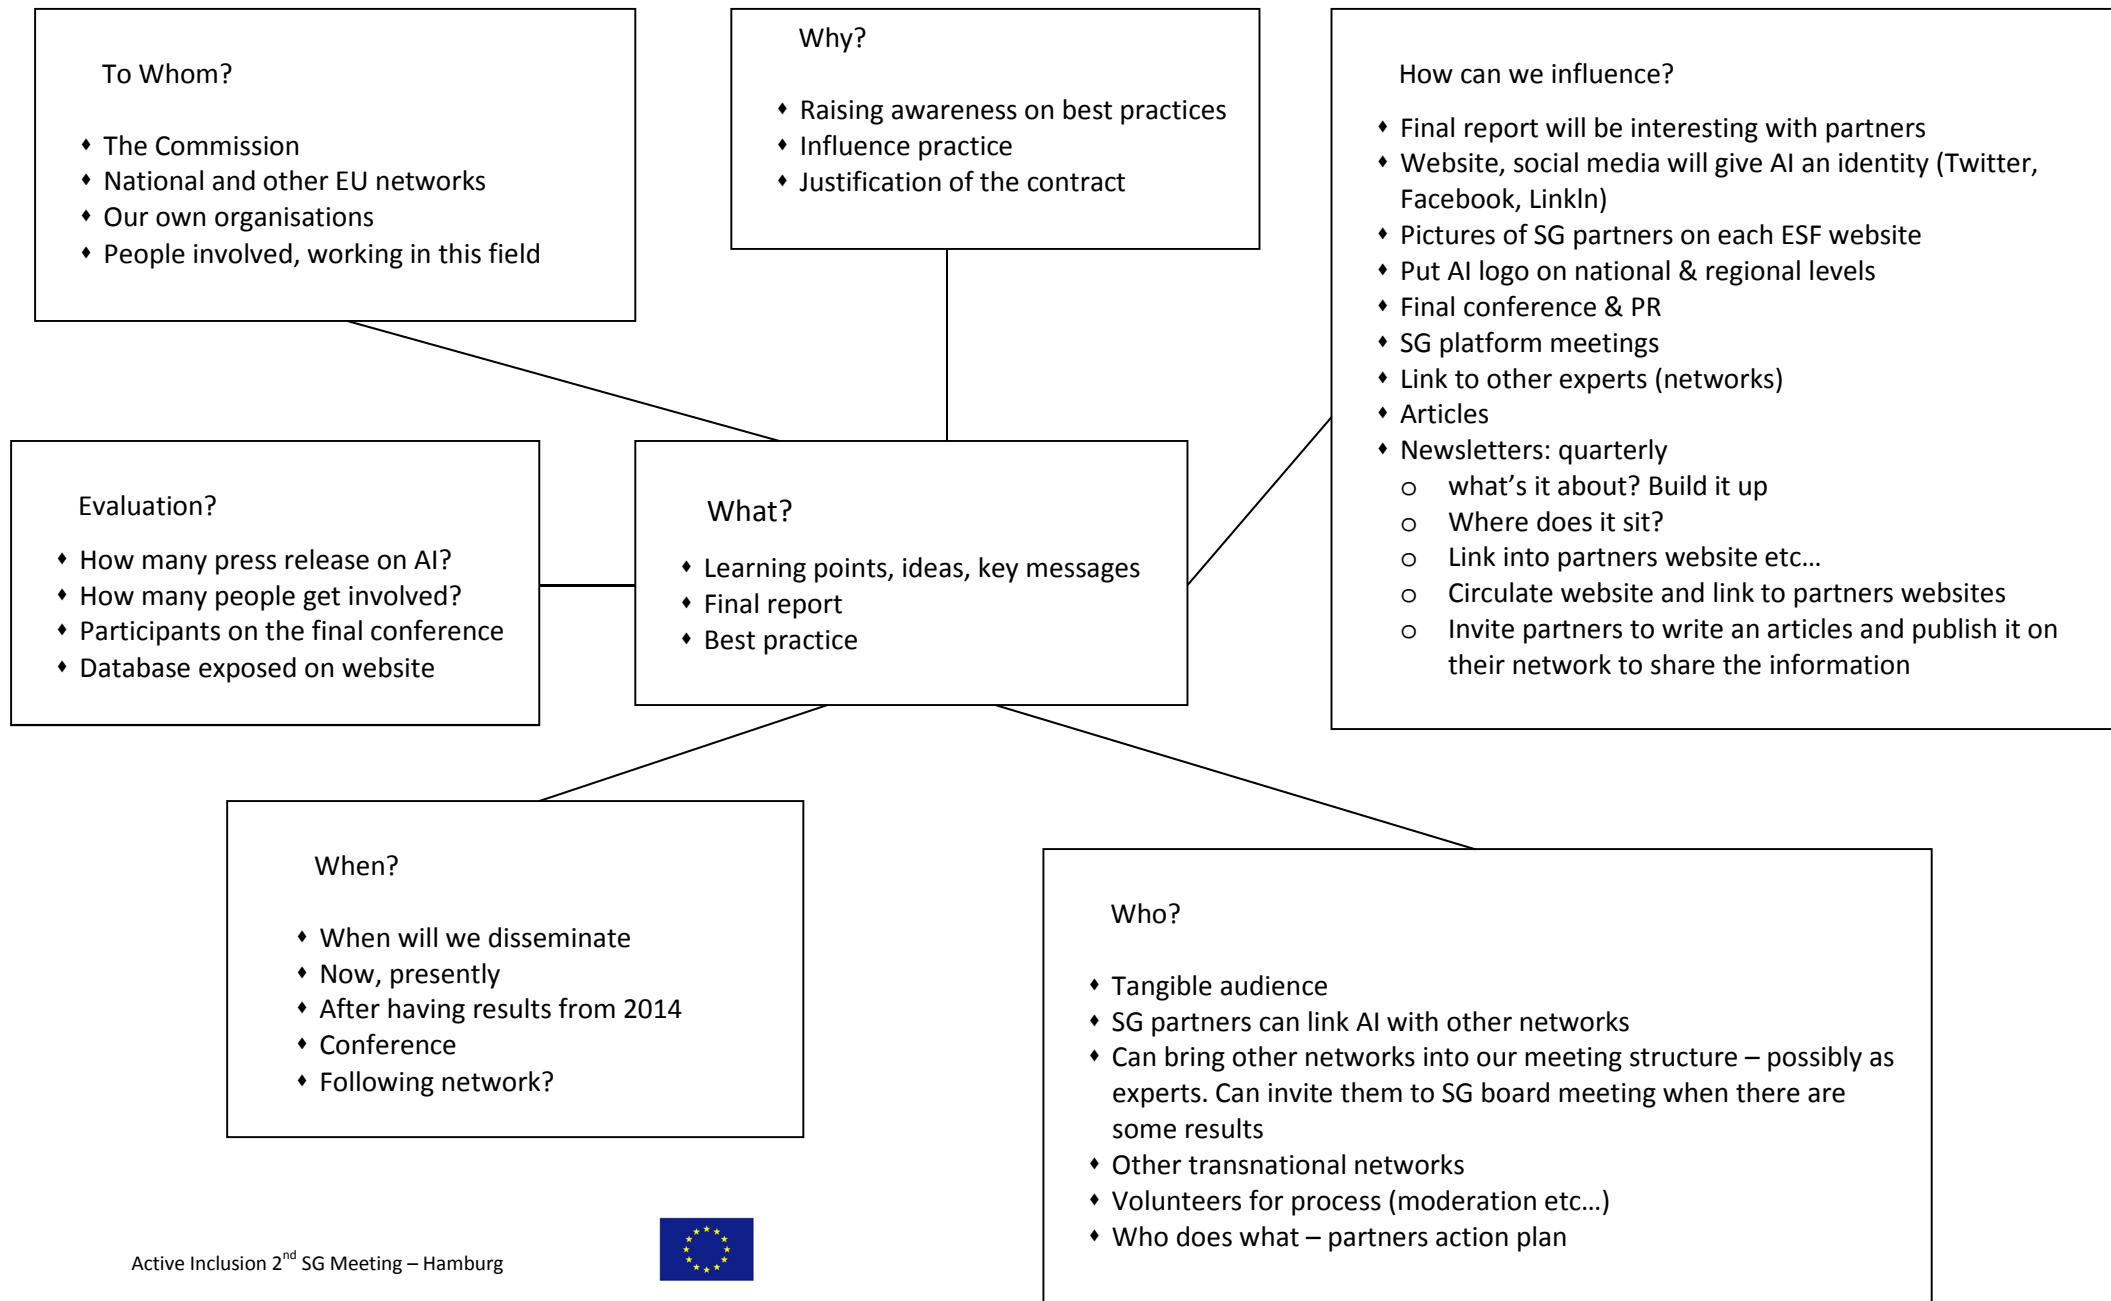 To Whom?
♦ The Commission
♦ National and other EU networks
♦ Our own organisations
♦ People involved, working in this field
Why?
♦ Raising awareness on best practices
♦ Influence practice
♦ Justification of the contract
How can we influence?
♦ Final report will be interesting with partners
♦ Website, social media will give AI an identity (Twitter,
Facebook, LinkIn)
♦ Pictures of SG partners on each ESF website
♦ Put AI logo on national & regional levels
♦ Final conference & PR
♦ SG platform meetings
♦ Link to other experts (networks)
♦ Articles
♦ Newsletters: quarterly
o what’s it about? Build it up
o Where does it sit?
o Link into partners website etc…
o Circulate website and link to partners websites
o Invite partners to write an articles and publish it on
their network to share the information
Evaluation?
♦ How many press release on AI?
♦ How many people get involved?
♦ Participants on the final conference
♦ Database exposed on website
What?
♦ Learning points, ideas, key messages
♦ Final report
♦ Best practice
When?
♦ When will we disseminate
♦ Now, presently
♦ After having results from 2014
♦ Conference
♦ Following network?
Who?
♦ Tangible audience
♦ SG partners can link AI with other networks
♦ Can bring other networks into our meeting structure – possibly as
experts. Can invite them to SG board meeting when there are
some results
♦ Other transnational networks
♦ Volunteers for process (moderation etc…)
♦ Who does what – partners action plan
Active Inclusion 2nd SG Meeting – Hamburg